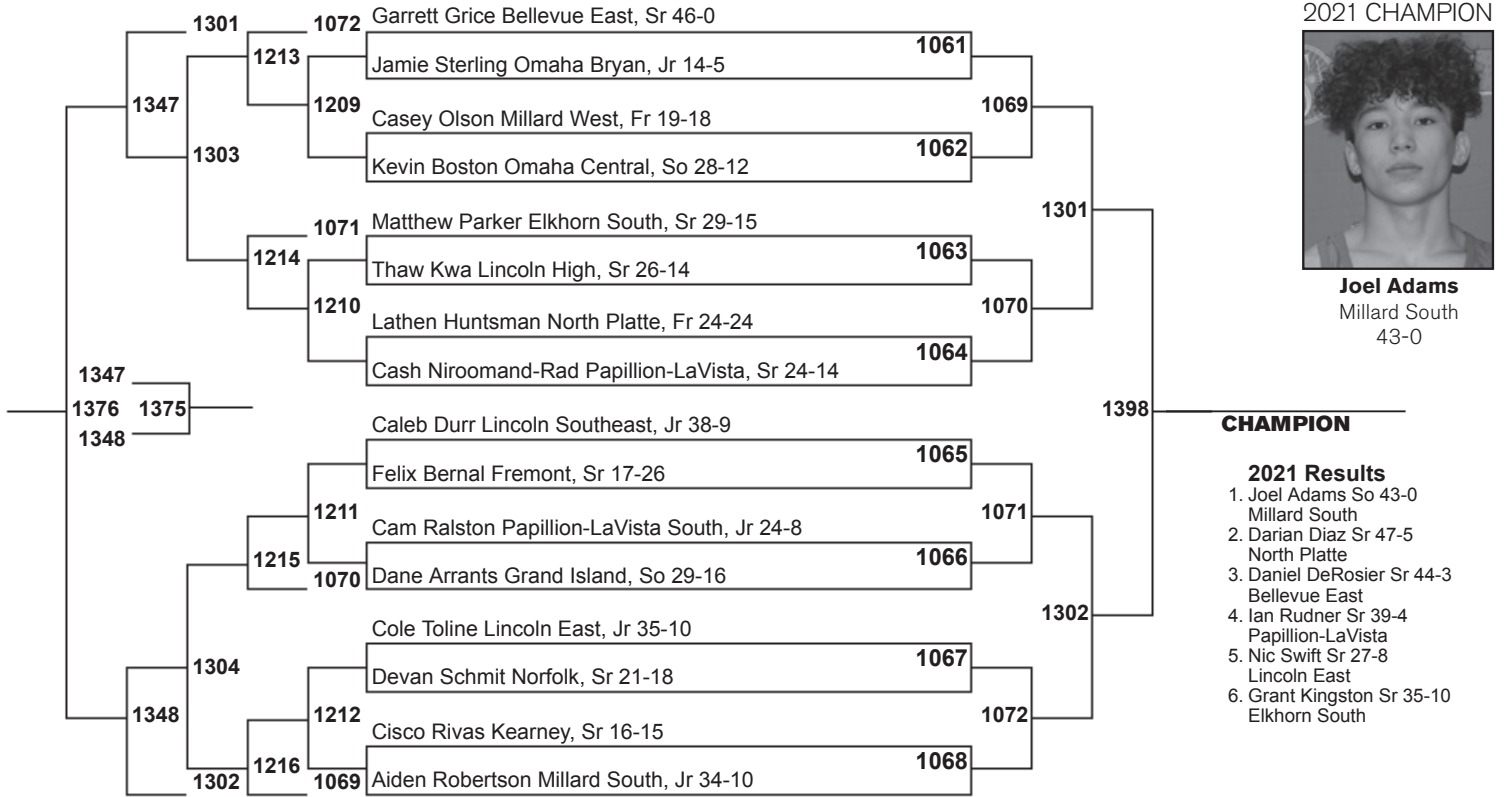 1301
1072
Garrett Grice Bellevue East, Sr 46-0
1061
1213
Jamie Sterling Omaha Bryan, Jr 14-5
1347
1209
Casey Olson Millard West, Fr 19-18
1069
1303
Kevin Boston Omaha Central, So 28-12
1062
1301
1071
Matthew Parker Elkhorn South, Sr 29-15
1063
1214
Thaw Kwa Lincoln High, Sr 26-14
1210
Lathen Huntsman North Platte, Fr 24-24
1070
1064
Cash Niroomand-Rad Papillion-LaVista, Sr 24-14
1347
1376
1375
1348
1398
CHAMPION
Caleb Durr Lincoln Southeast, Jr 38-9
1065
Felix Bernal Fremont, Sr 17-26
1211
1071
Cam Ralston Papillion-LaVista South, Jr 24-8
1215
1066
1070
Dane Arrants Grand Island, So 29-16
1302
Cole Toline Lincoln East, Jr 35-10
1304
1067
Devan Schmit Norfolk, Sr 21-18
1348
1212
1072
Cisco Rivas Kearney, Sr 16-15
1216
1068
1302
1069
Aiden Robertson Millard South, Jr 34-10
2021 CHAMPION
Joel Adams
Millard South
43-0
2021 Results
1. Joel Adams So 43-0
Millard South
2. Darian Diaz Sr 47-5
North Platte
3. Daniel DeRosier Sr 44-3
Bellevue East
4. Ian Rudner Sr 39-4
Papillion-LaVista
5. Nic Swift Sr 27-8
Lincoln East
6. Grant Kingston Sr 35-10
Elkhorn South